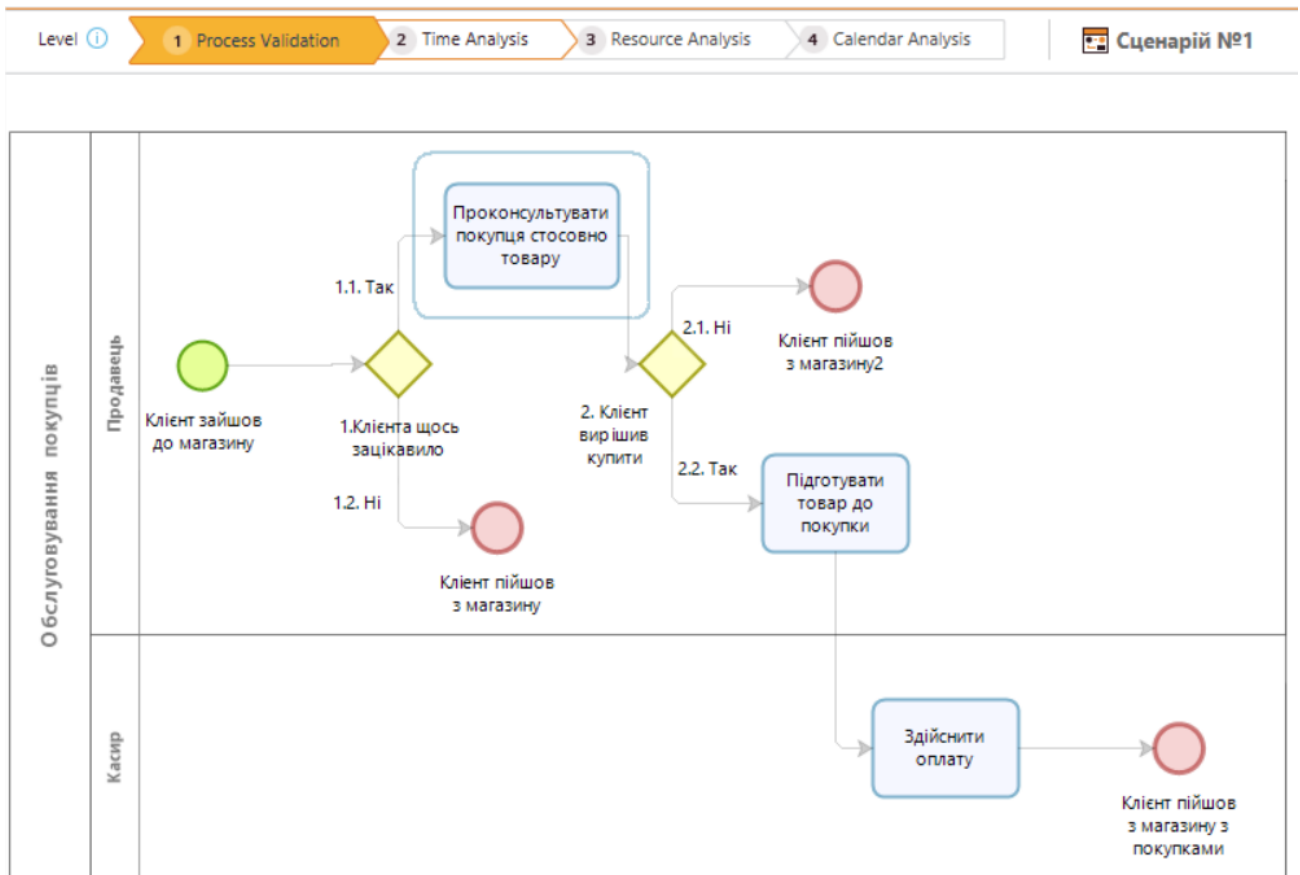 Level
1 Process Validation
2 Time Analysis
3 Resource Analysis
4 Calendar Analysis
Сценарій №1
Обслуговування покупців
Продавець
Проконсультувати
покупця стосовно
товару
1.1. Так
2.1. Ні
Клієнт пійшов
з магазину2
Клієнт зайшов
до магазину
1.Клієнта щось
зацікавило
2. Клієнт
вирішив
купити
2.2. Так
Підготувати
товар до
покупки
1.2. Ні
Клієнт пійшов
з магазину
Касир
Здійснити
оплату
Клієнт пійшов
з магазину з
покупками